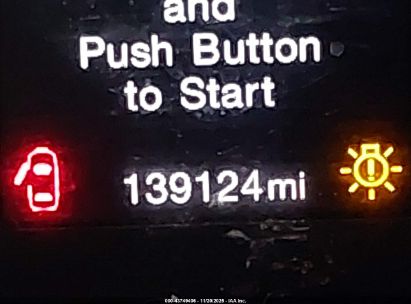 and
Push Button
to Start
139124mi